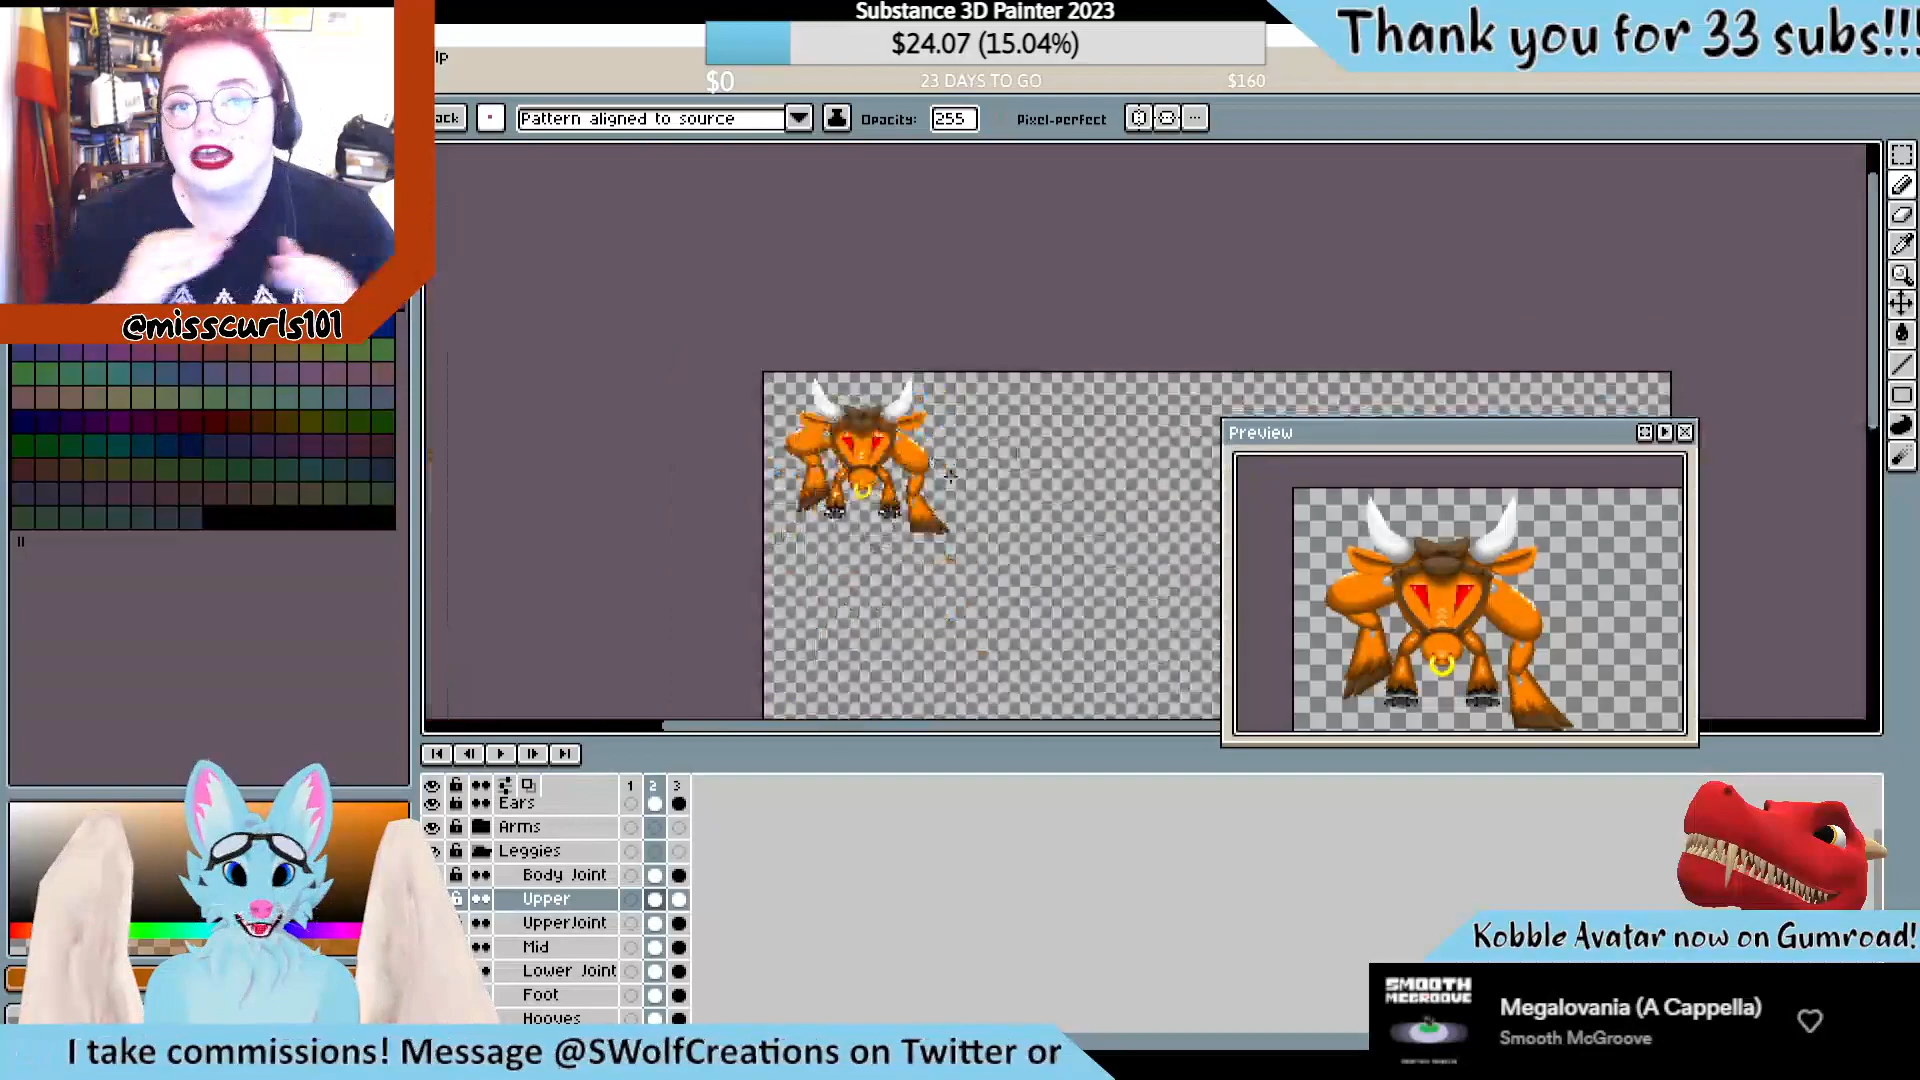 Substance 3D Painter 2023
$24.07 (15.04%)
$0
23 DAYS TO GO
$160
Thank you for 33 subs!!!
lp
ack
Pattern aligned to source
Opacity:
255
Pixel-perfect
@misscurls101
Preview
1
2
3
Ears
Arms
Leggies
Body Joint
Upper
UpperJoint
Mid
Lower Joint
Foot
Hooves
Kobble Avatar now on Gumroad!
SMOOTH
MCGROOVE
Megalovania (A Cappella)
Smooth McGroove
I take commissions! Message @SWolfCreations on Twitter or